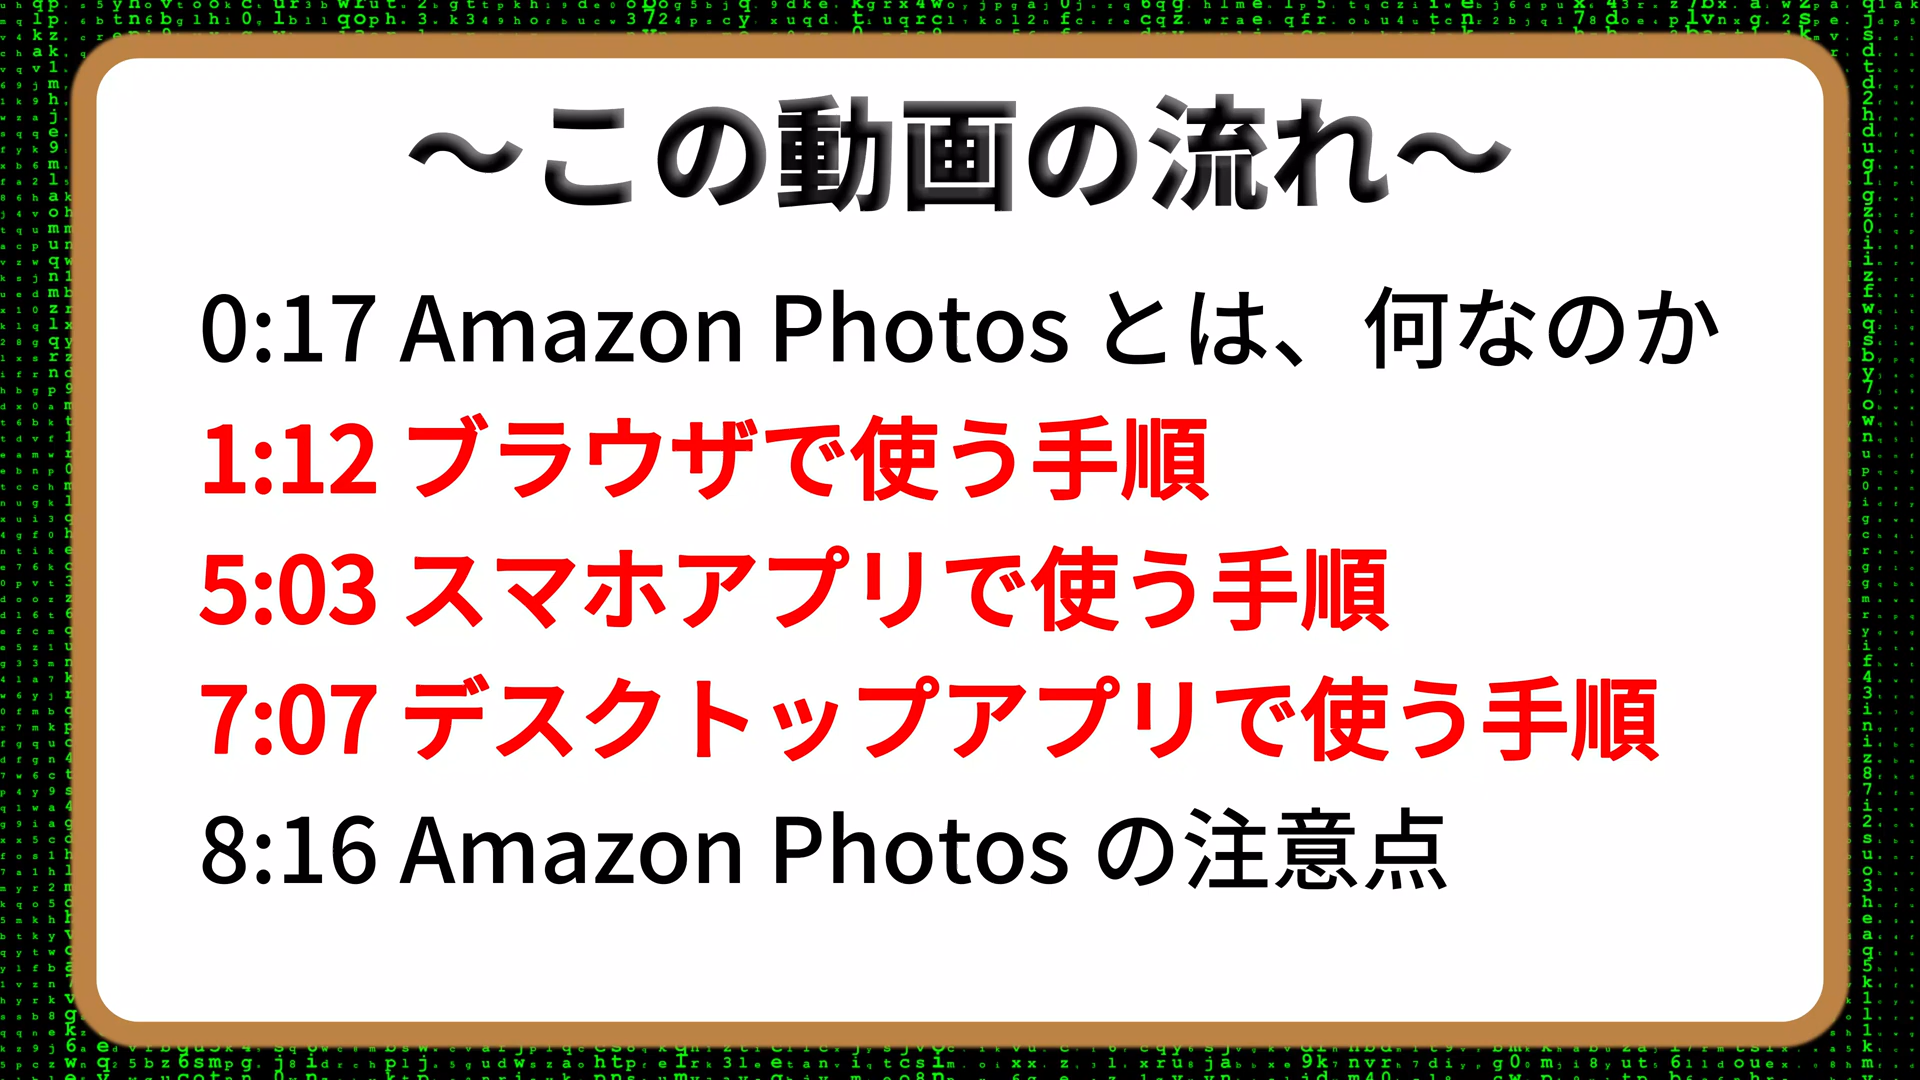 ～この動画の流れ～
0:17 Amazon Photos とは、何なのか
1:12 ブラウザで使う手順
5:03 スマホアプリで使う手順
7:07 デスクトップアプリで使う手順
8:16 Amazon Photos の注意点